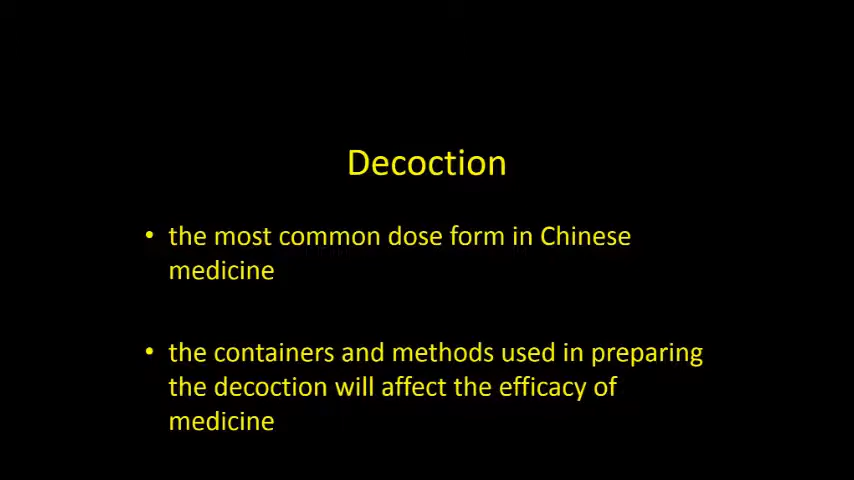 Decoction
• the most common dose form in Chinese
medicine
• the containers and methods used in preparing
the decoction will affect the efficacy of
medicine